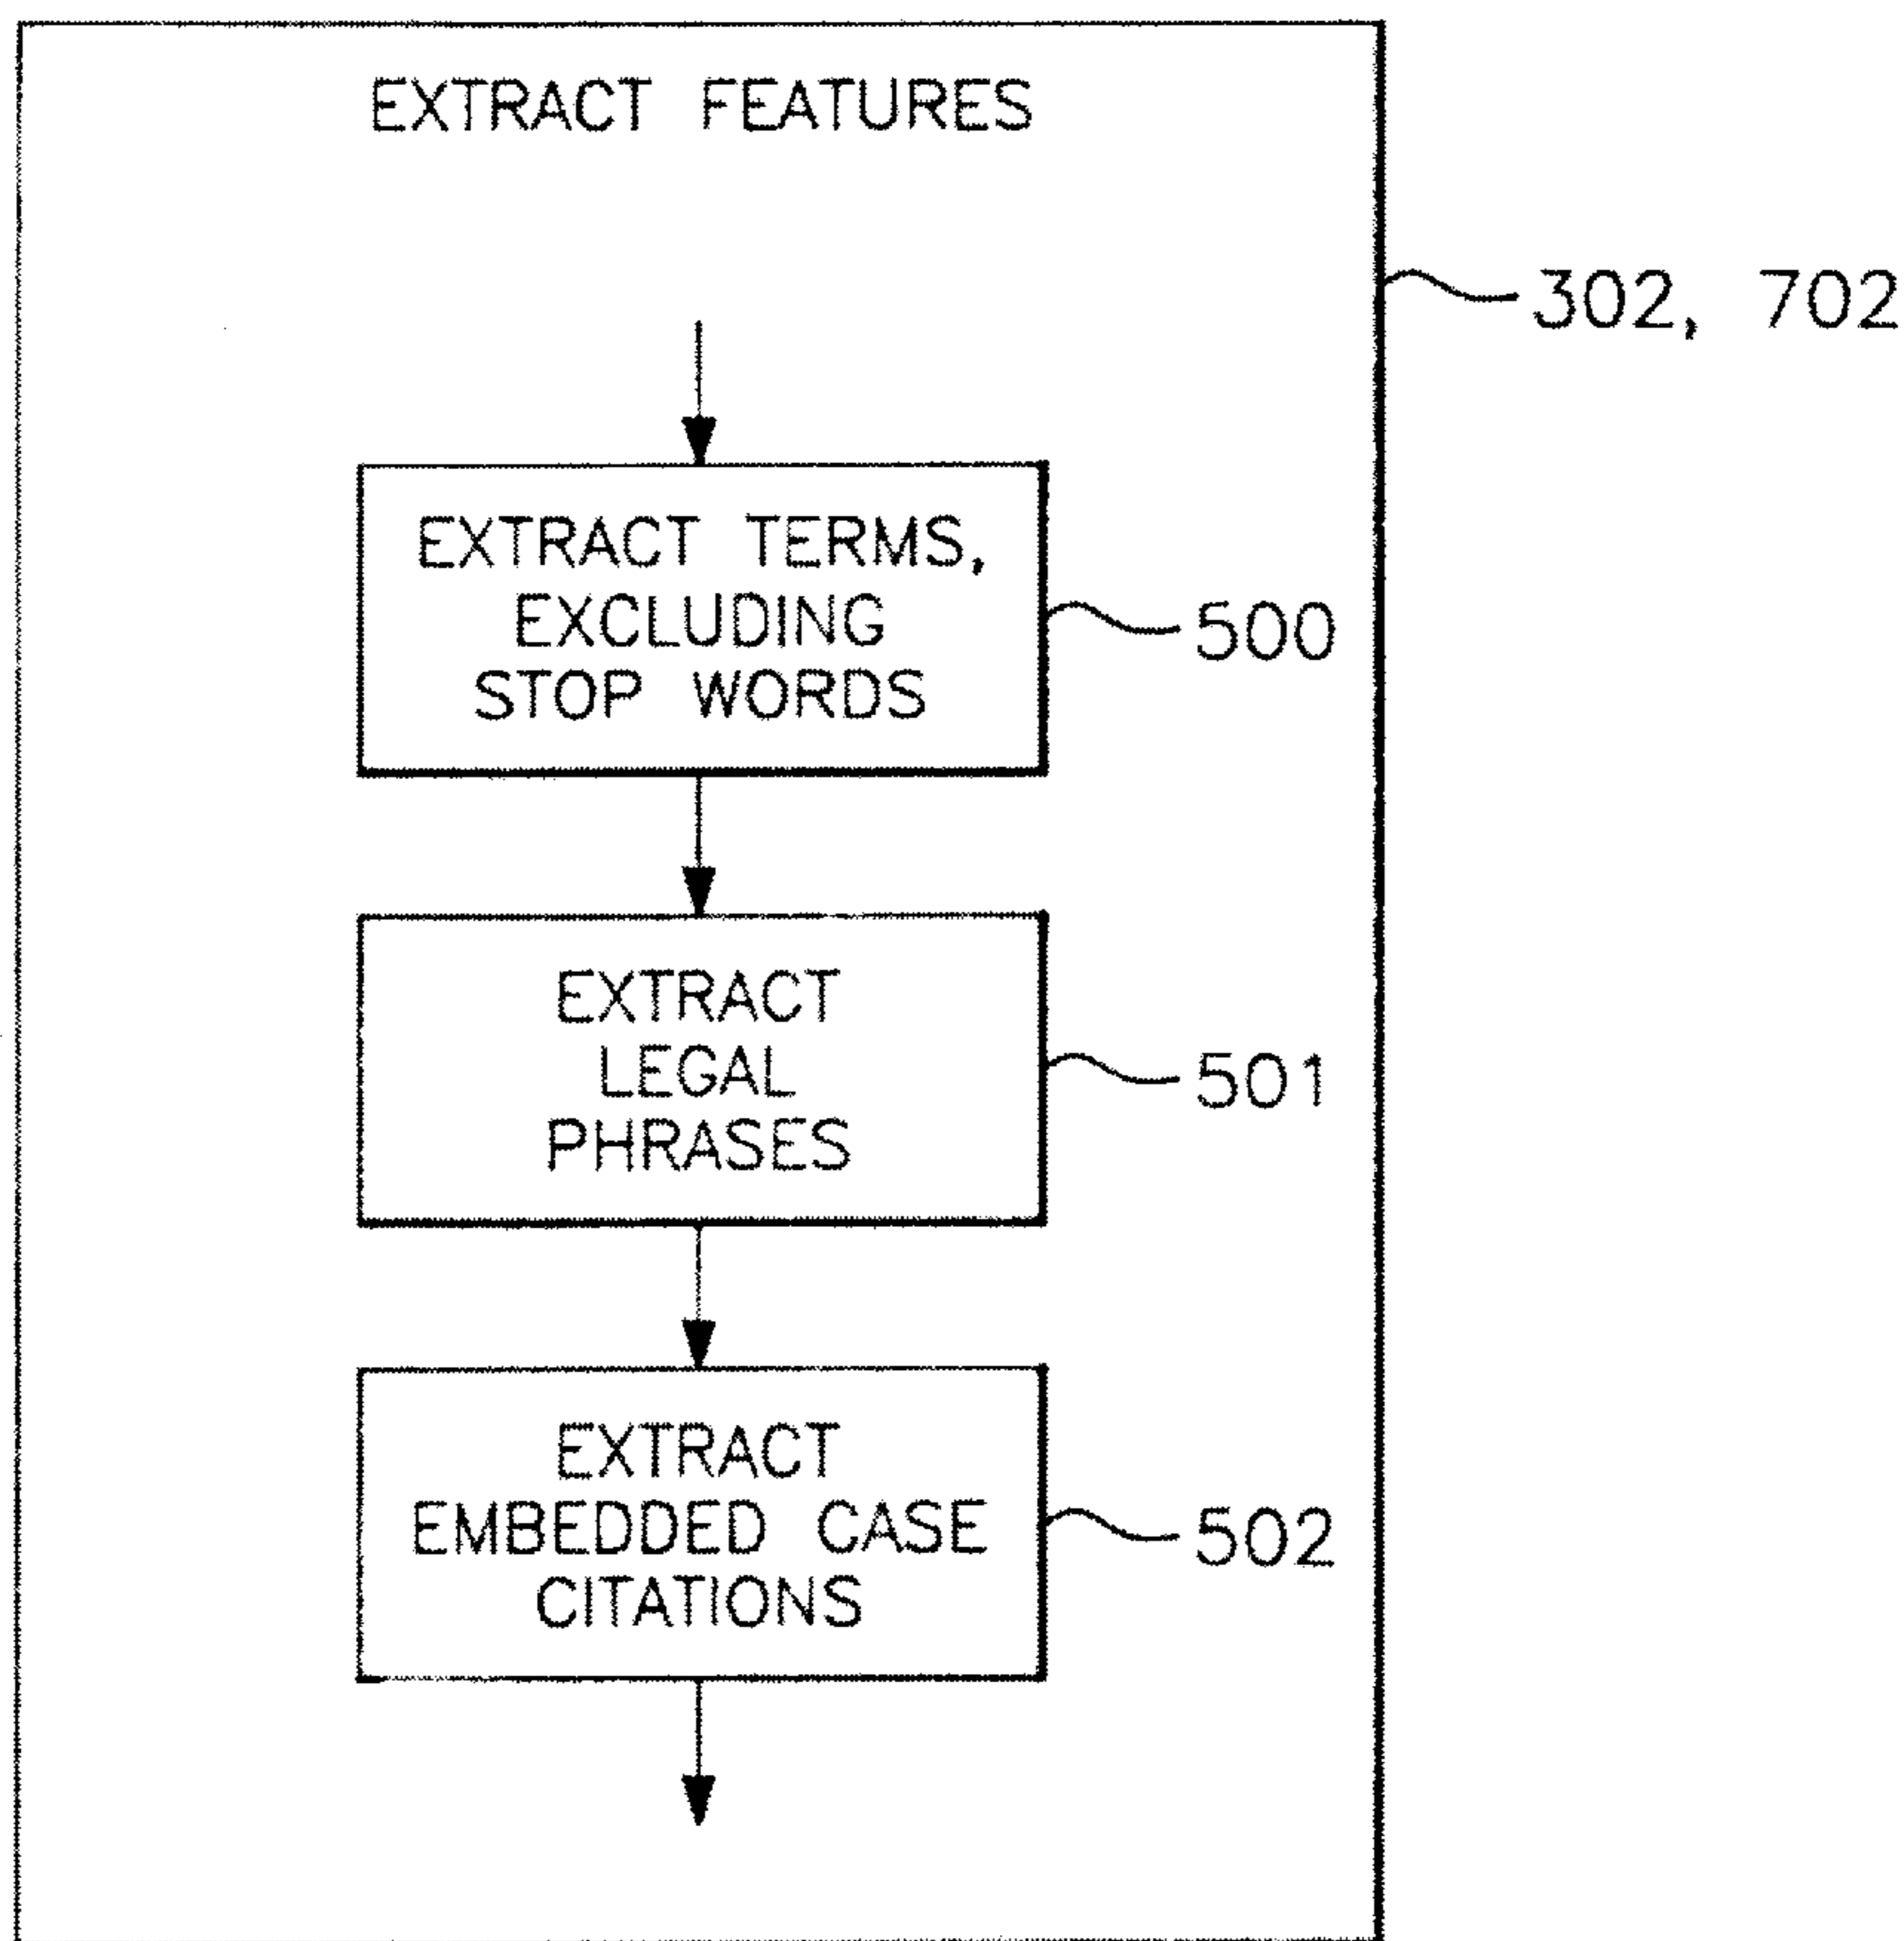 EXTRACT FEATURES
302, 702
EXTRACT TERMS,
EXCLUDING
STOP WORDS
500
EXTRACT
LEGAL
PHRASES
501
EXTRACT
EMBEDDED CASE
CITATIONS
502